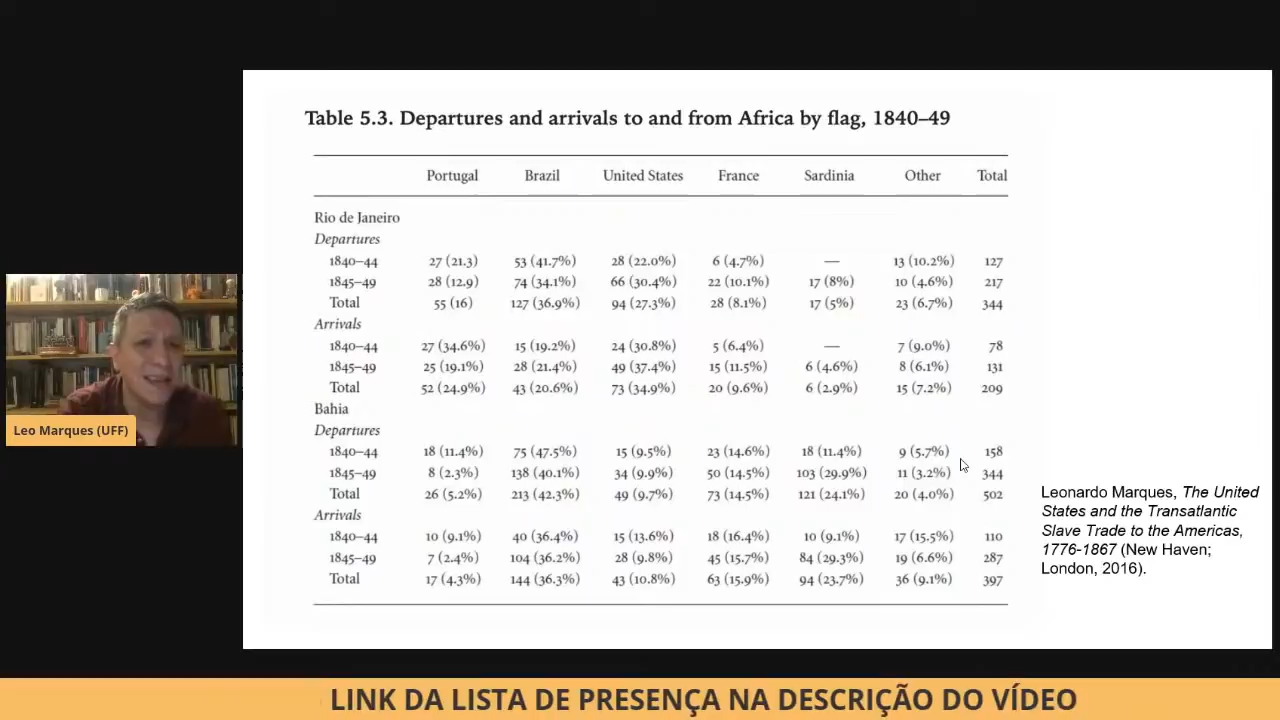 Table 5.3. Departures and arrivals to and from Africa by flag, 1840–49
Portugal Brazil United States France Sardinia Other Total
Rio de Janeiro
Departures
1840–44 27 (21.3) 53 (41.7%) 28 (22.0%) 6 (4.7%) — 13 (10.2%) 127
1845–49 28 (12.9) 74 (34.1%) 66 (30.4%) 22 (10.1%) 17 (8%) 10 (4.6%) 217
Total 55 (16) 127 (36.9%) 94 (27.3%) 28 (8.1%) 17 (5%) 23 (6.7%) 344
Arrivals
1840–44 27 (34.6%) 15 (19.2%) 24 (30.8%) 5 (6.4%) — 7 (9.0%) 78
1845–49 25 (19.1%) 28 (21.4%) 49 (37.4%) 15 (11.5%) 6 (4.6%) 8 (6.1%) 131
Total 52 (24.9%) 43 (20.6%) 73 (34.9%) 20 (9.6%) 6 (2.9%) 15 (7.2%) 209
Bahia
Departures
1840–44 18 (11.4%) 75 (47.5%) 15 (9.5%) 23 (14.6%) 18 (11.4%) 9 (5.7%) 158
1845–49 8 (2.3%) 138 (40.1%) 34 (9.9%) 50 (14.5%) 103 (29.9%) 11 (3.2%) 344
Total 26 (5.2%) 213 (42.3%) 49 (9.7%) 73 (14.5%) 121 (24.1%) 20 (4.0%) 502
Arrivals
1840–44 10 (9.1%) 40 (36.4%) 15 (13.6%) 18 (16.4%) 10 (9.1%) 17 (15.5%) 110
1845–49 7 (2.4%) 104 (36.2%) 28 (9.8%) 45 (15.7%) 84 (29.3%) 19 (6.6%) 287
Total 17 (4.3%) 144 (36.3%) 43 (10.8%) 63 (15.9%) 94 (23.7%) 36 (9.1%) 397
Leonardo Marques, The United
States and the Transatlantic
Slave Trade to the Americas,
1776-1867 (New Haven;
London, 2016).
Leo Marques (UFF)
LINK DA LISTA DE PRESENÇA NA DESCRIÇÃO DO VÍDEO